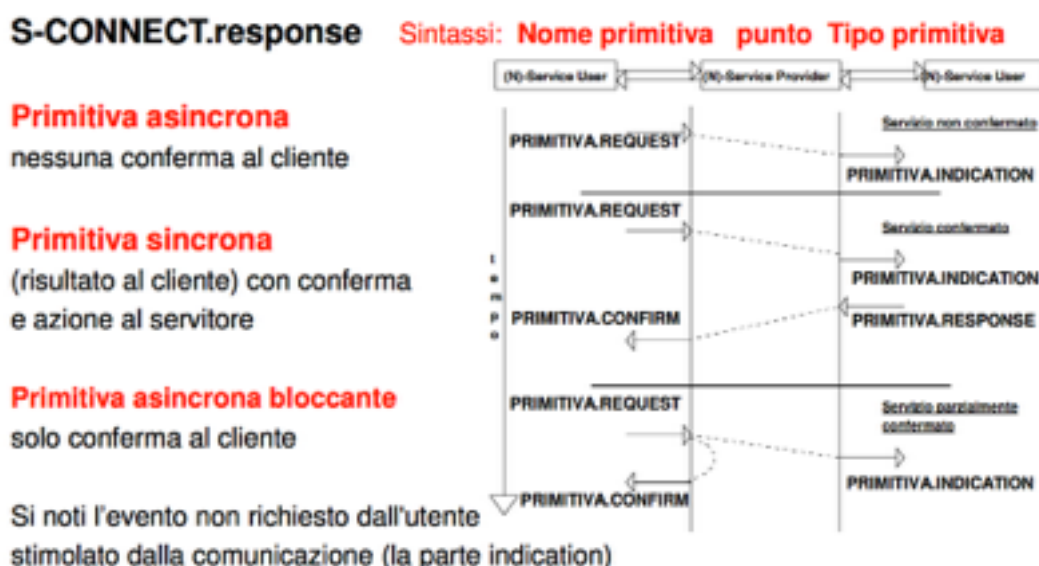 S-CONNECT.response Sintassi: Nome primitiva punto Tipo primitiva
(N)-Service User (N)-Service Provider (N)-Service User
Primitiva asincrona
nessuna conferma al cliente
PRIMITIVA.REQUEST
Servizio non confermato
PRIMITIVA.INDICATION
Primitiva sincrona
(risultato al cliente) con conferma
e azione al servitore
PRIMITIVA.REQUEST
Servizio confermato
PRIMITIVA.INDICATION
PRIMITIVA.RESPONSE
PRIMITIVA.CONFIRM
tempo
Primitiva asincrona bloccante
solo conferma al cliente
PRIMITIVA.REQUEST
Servizio parzialmente
confermato
PRIMITIVA.INDICATION
PRIMITIVA.CONFIRM
Si noti l'evento non richiesto dall'utente
stimolato dalla comunicazione (la parte indication)